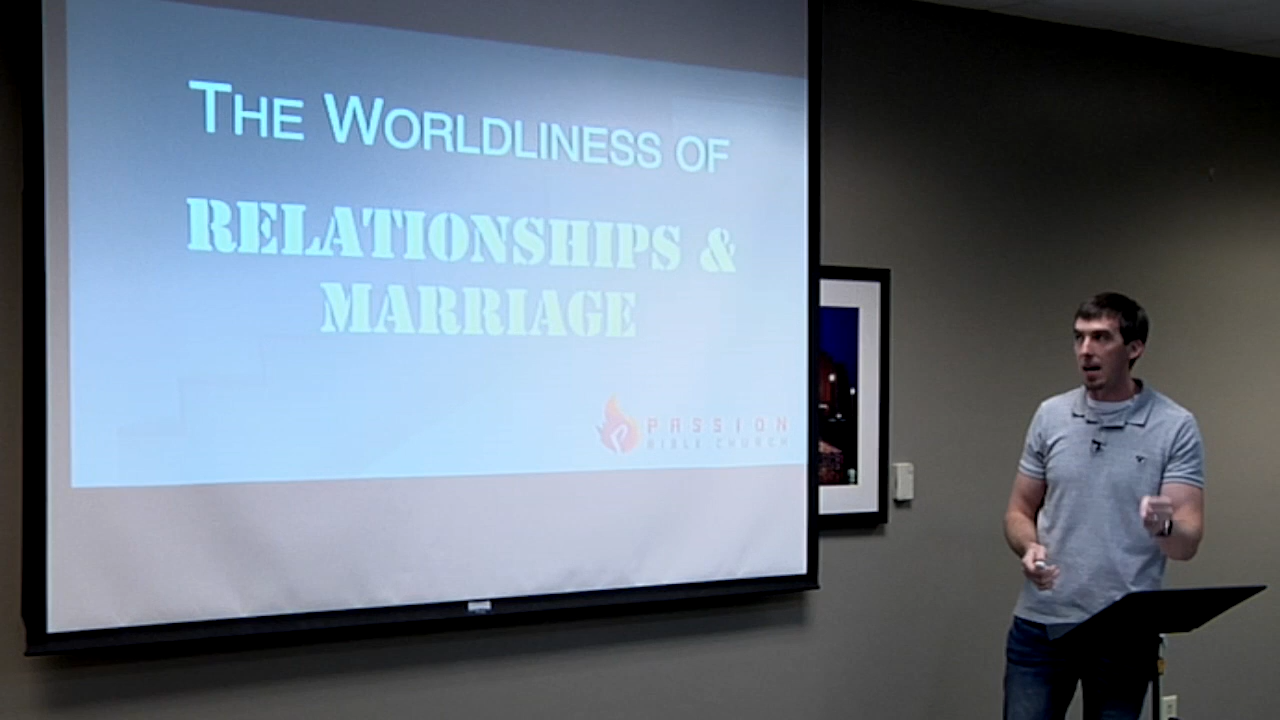 THE WORLDLINESS OF
RELATIONSHIPS &
MARRIAGE
PASSION
BIBLE CHURCH